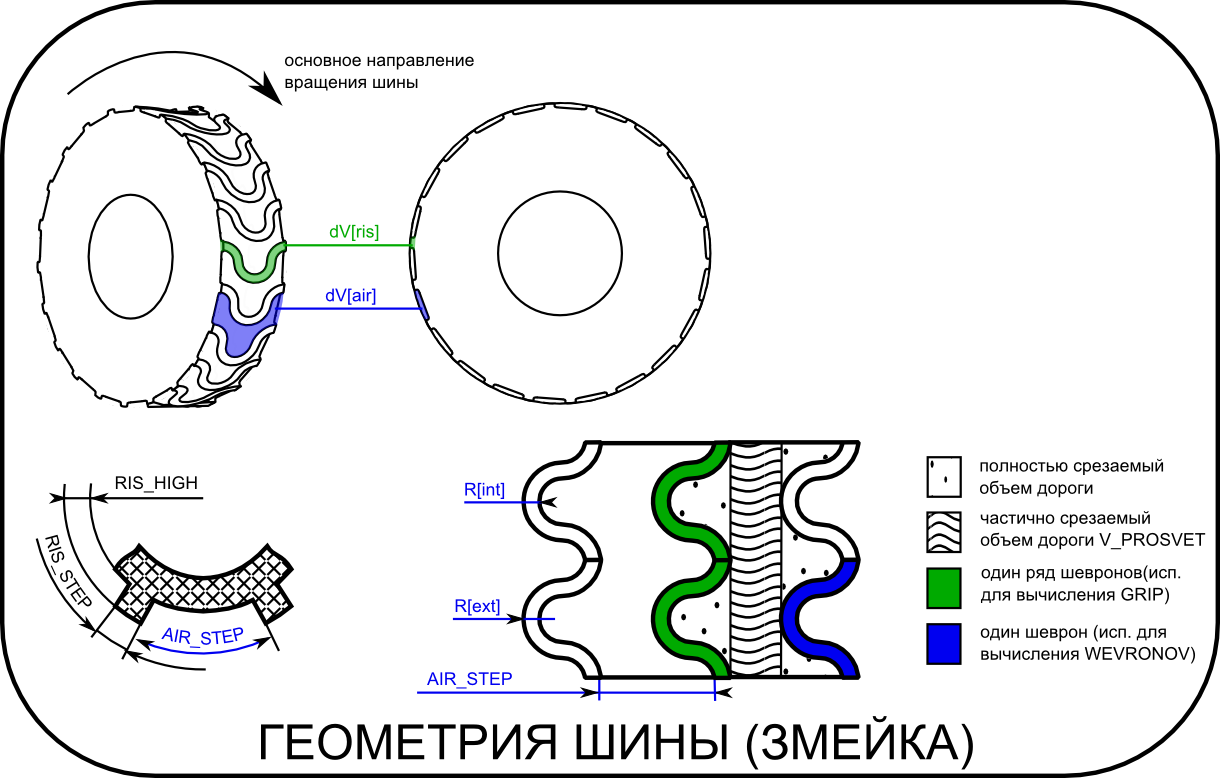 основное направление
вращения шины
dV[ris]
dV[air]
RIS_HIGH
RIS_STEP
AIR_STEP
R[int]
R[ext]
AIR_STEP
полностью срезаемый
объем дороги
частично срезаемый
объем дороги V_PROSVET
один ряд шевронов(исп.
для вычисления GRIP)
один шеврон (исп. для
вычисления WEVRONOV)
ГЕОМЕТРИЯ ШИНЫ (ЗМЕЙКА)